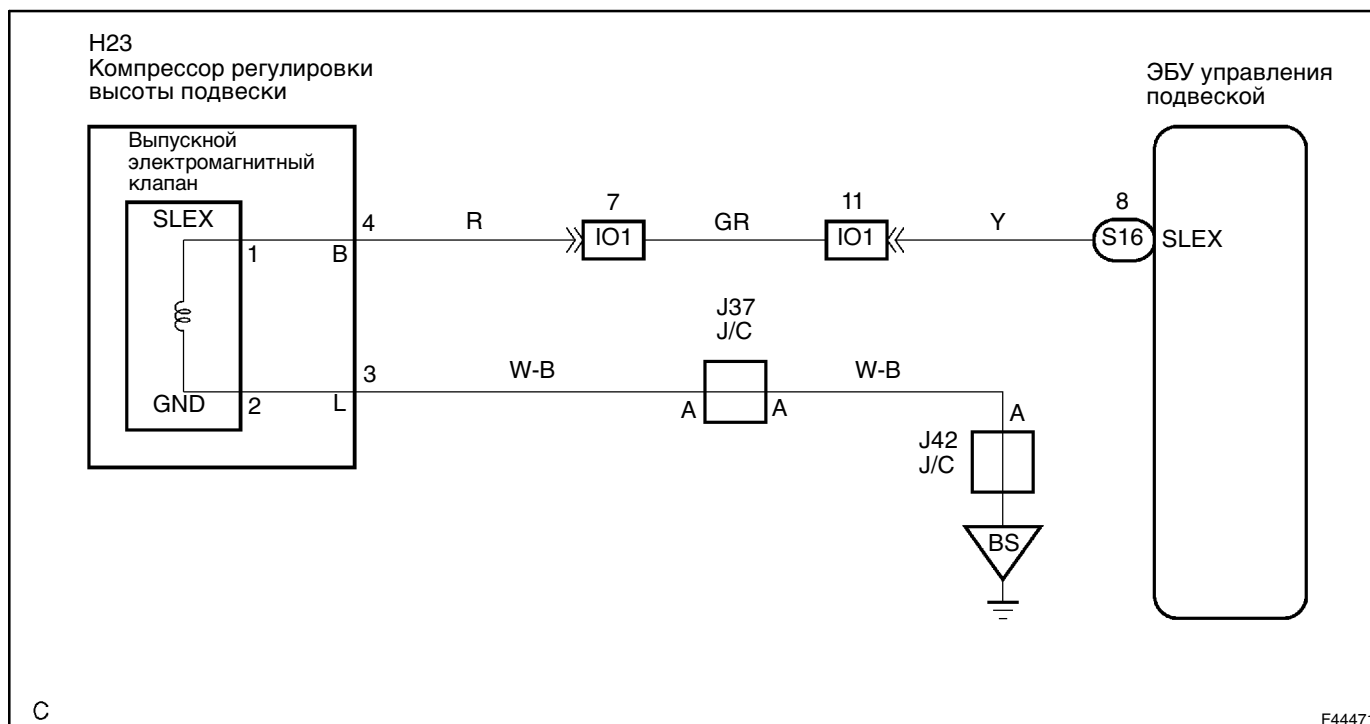 H23
Компрессор регулировки
высоты подвески
ЭБУ управления
подвеской
Выпускной
электромагнитный
клапан
SLEX
1
4
B
R
7
IO1
GR
11
IO1
Y
8
S16
SLEX
J37
J/C
GND
2
3
L
W-B
A
A
W-B
A
J42
J/C
BS
C
F44471